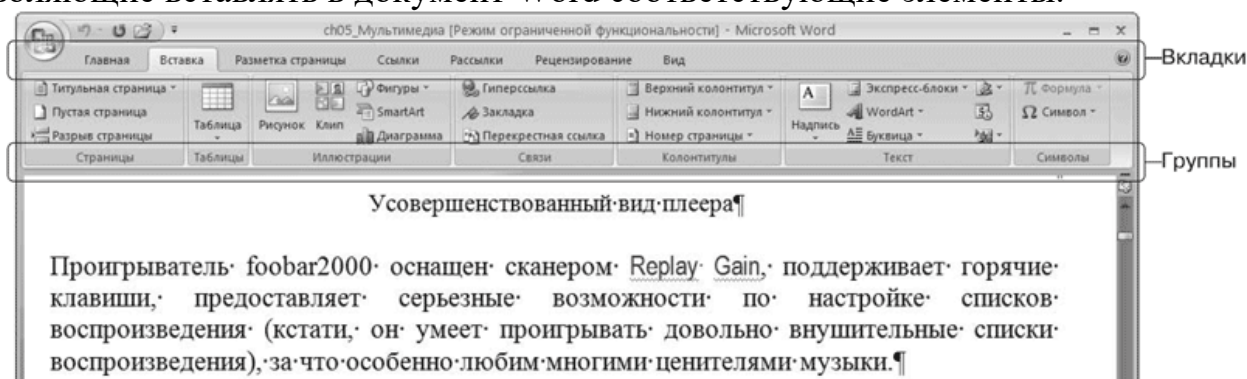 воляющие вставлять в документ Word соответствующие элементы.
ch05_Мультимедиа [Режим ограниченной функциональности] - Microsoft Word
Главная Вставка Разметка страницы Ссылки Рассылки Рецензирование Вид
Вкладки
Титульная страница Фигуры Гиперссылка Верхний колонтитул A Экспресс-блоки π Формула
Пустая страница SmartArt Закладка Нижний колонтитул WordArt Ω Символ
Разрыв страницы Таблица Рисунок Клип Диаграмма Перекрестная ссылка Номер страницы Надпись Буквица
Страницы Таблицы Иллюстрации Связи Колонтитулы Текст Символы
Группы
Усовершенствованный·вид·плеера¶
Проигрыватель· foobar2000· оснащен· сканером· Replay· Gain,· поддерживает· горячие·
клавиши,· предоставляет· серьезные· возможности· по· настройке· списков·
воспроизведения· (кстати,· он· умеет· проигрывать· довольно· внушительные· списки·
воспроизведения),·за·что·особенно·любим·многими·ценителями·музыки.¶